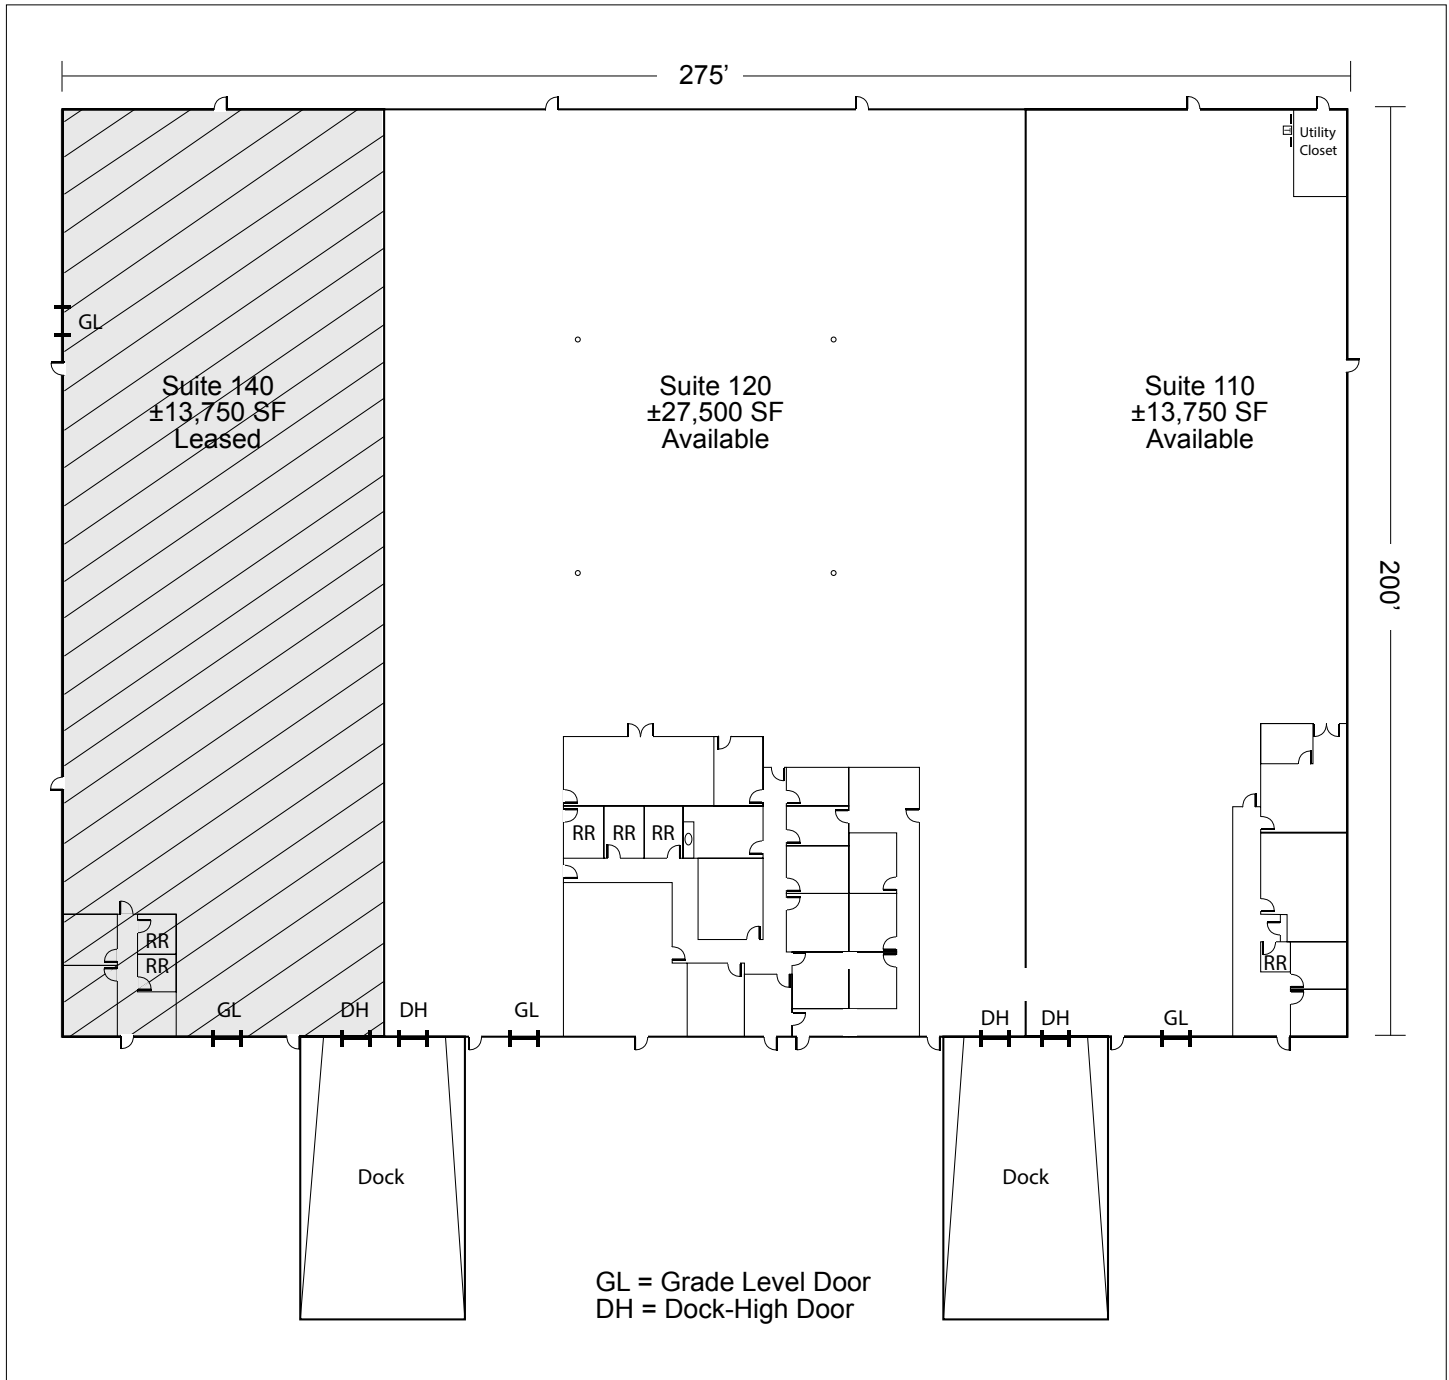 275’
Utility
Closet
GL
Suite 140
±13,750 SF
Leased
Suite 120
±27,500 SF
Available
Suite 110
±13,750 SF
Available
200’
RR
RR
RR
RR
RR
RR
GL
DH
DH
GL
DH
DH
GL
Dock
Dock
GL = Grade Level Door
DH = Dock-High Door